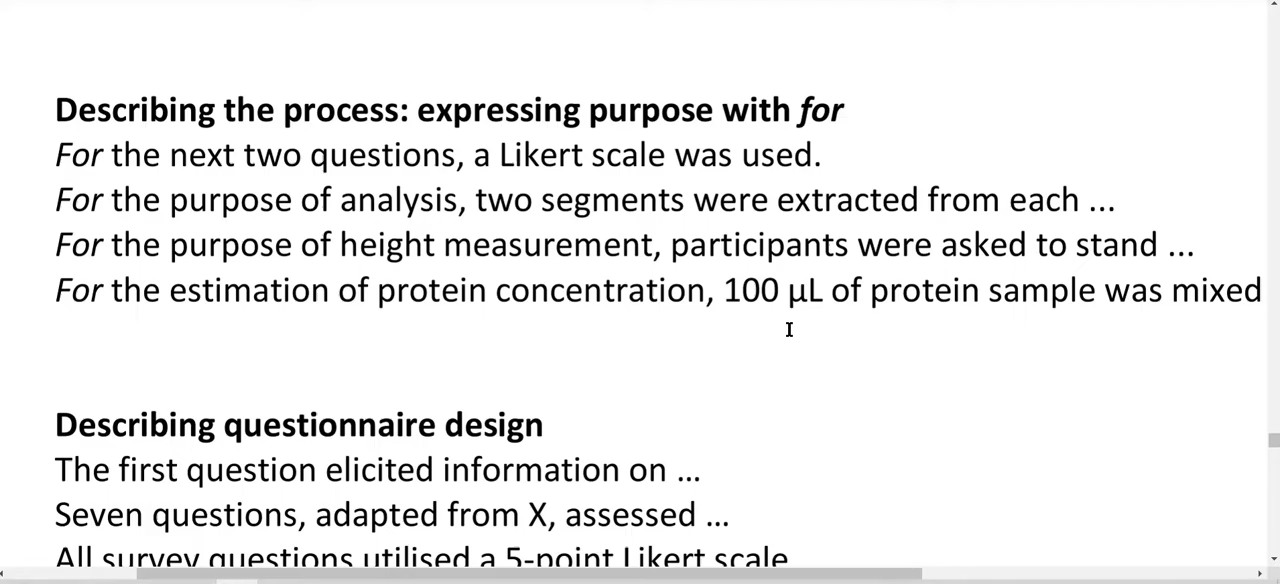 Describing the process: expressing purpose with for
For the next two questions, a Likert scale was used.
For the purpose of analysis, two segments were extracted from each ...
For the purpose of height measurement, participants were asked to stand ...
For the estimation of protein concentration, 100 µL of protein sample was mixed
Describing questionnaire design
The first question elicited information on ...
Seven questions, adapted from X, assessed ...
All survey questions utilised a 5-point Likert scale